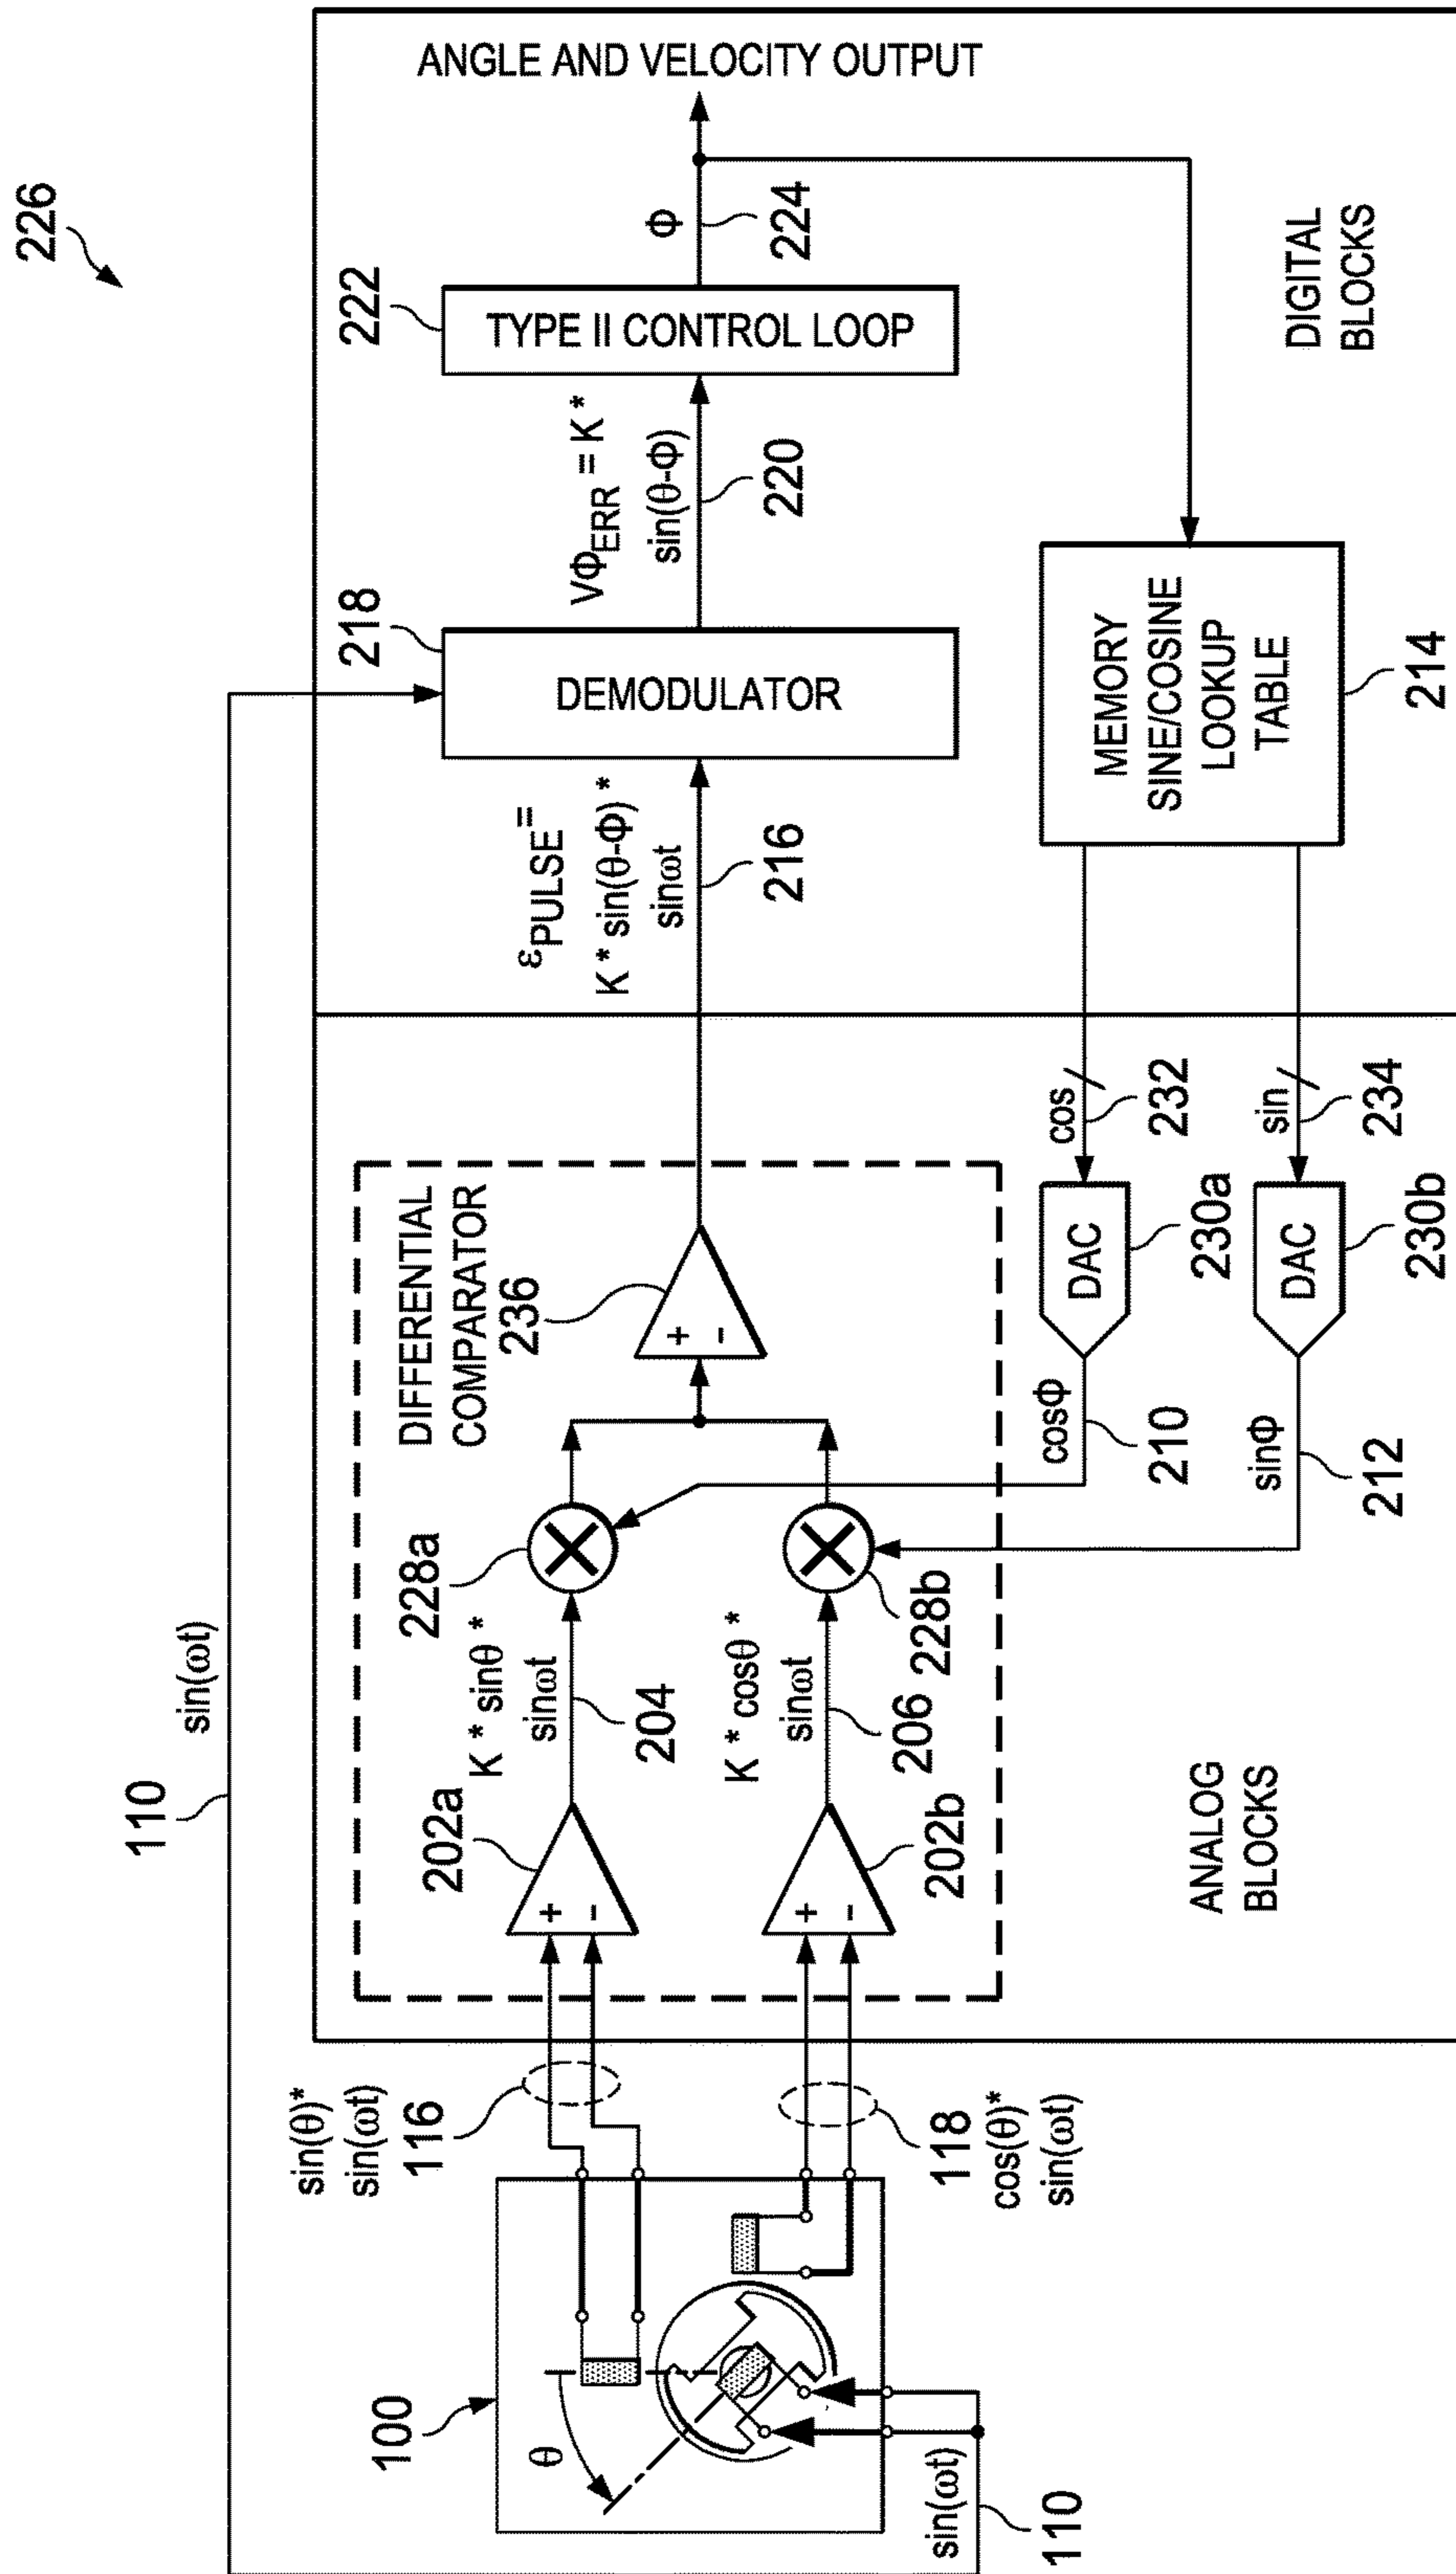 226
110
sin(ωt)
ANGLE AND VELOCITY OUTPUT
Φ
224
222
TYPE II CONTROL LOOP
VΦERR = K *
sin(θ-Φ)
220
218
DEMODULATOR
εPULSE=
K * sin(θ-Φ) *
sinωt
216
MEMORY
SINE/COSINE
LOOKUP
TABLE
214
DIGITAL
BLOCKS
DIFFERENTIAL
COMPARATOR
236
+
-
228a
K * sinθ *
sinωt
204
202a
+
-
228b
K * cosθ *
sinωt
206
202b
+
-
cos
232
sin
234
DAC
230a
DAC
230b
cosΦ
210
sinΦ
212
ANALOG
BLOCKS
sin(θ)*
sin(ωt)
116
118
cos(θ)*
sin(ωt)
100
θ
sin(ωt)
110